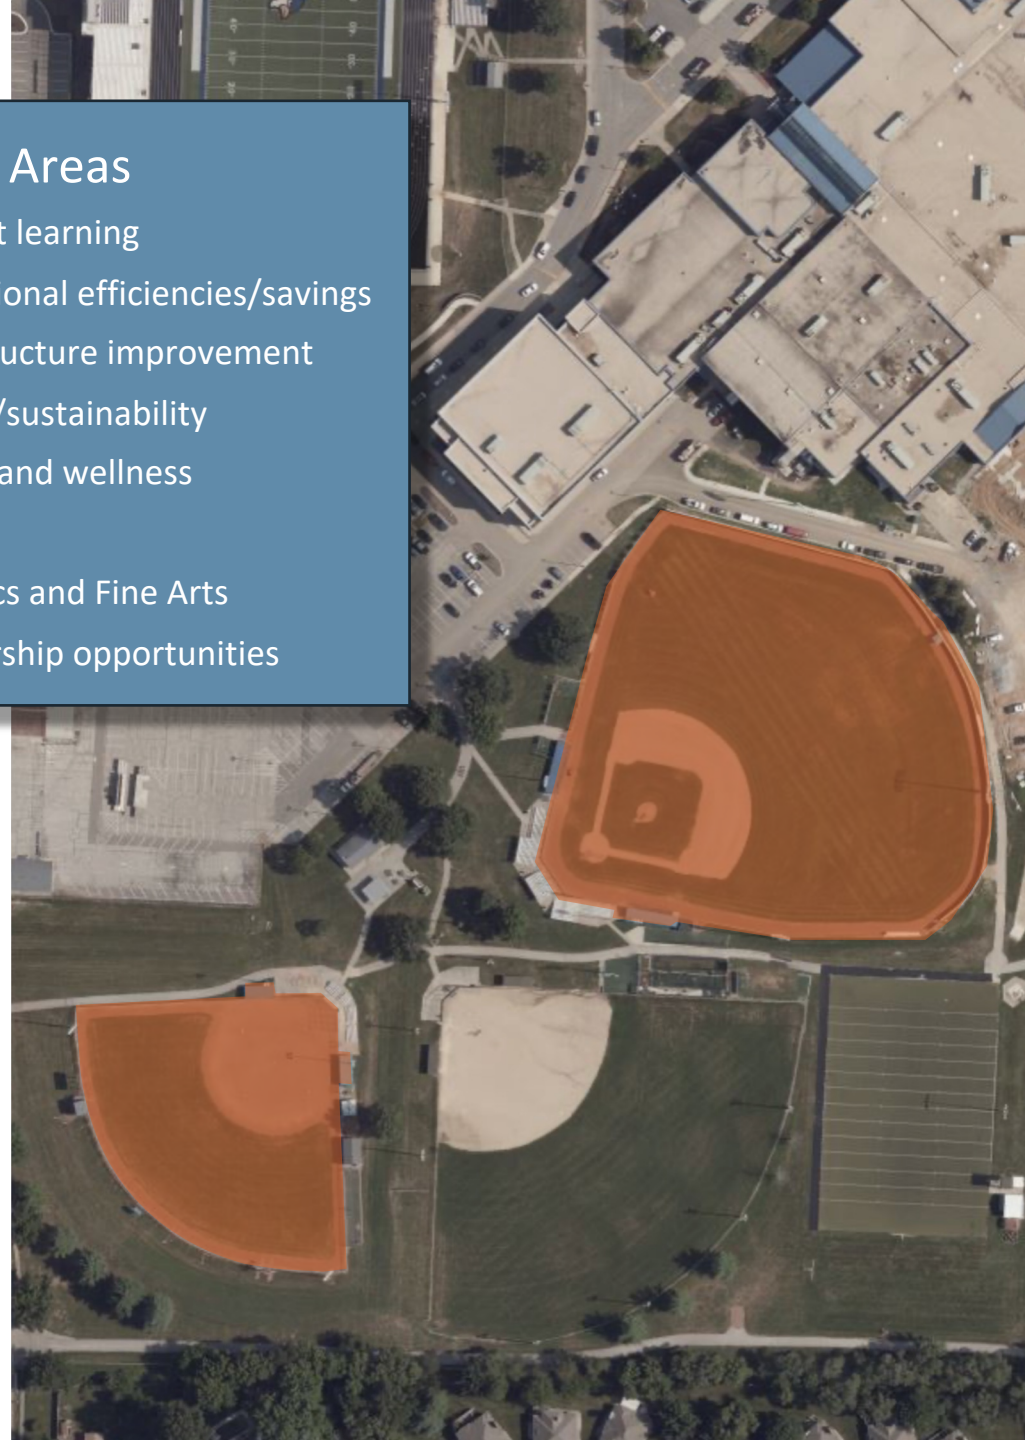 Areas
t learning
ional efficiencies/savings
ucture improvement
/sustainability
and wellness
cs and Fine Arts
rship opportunities